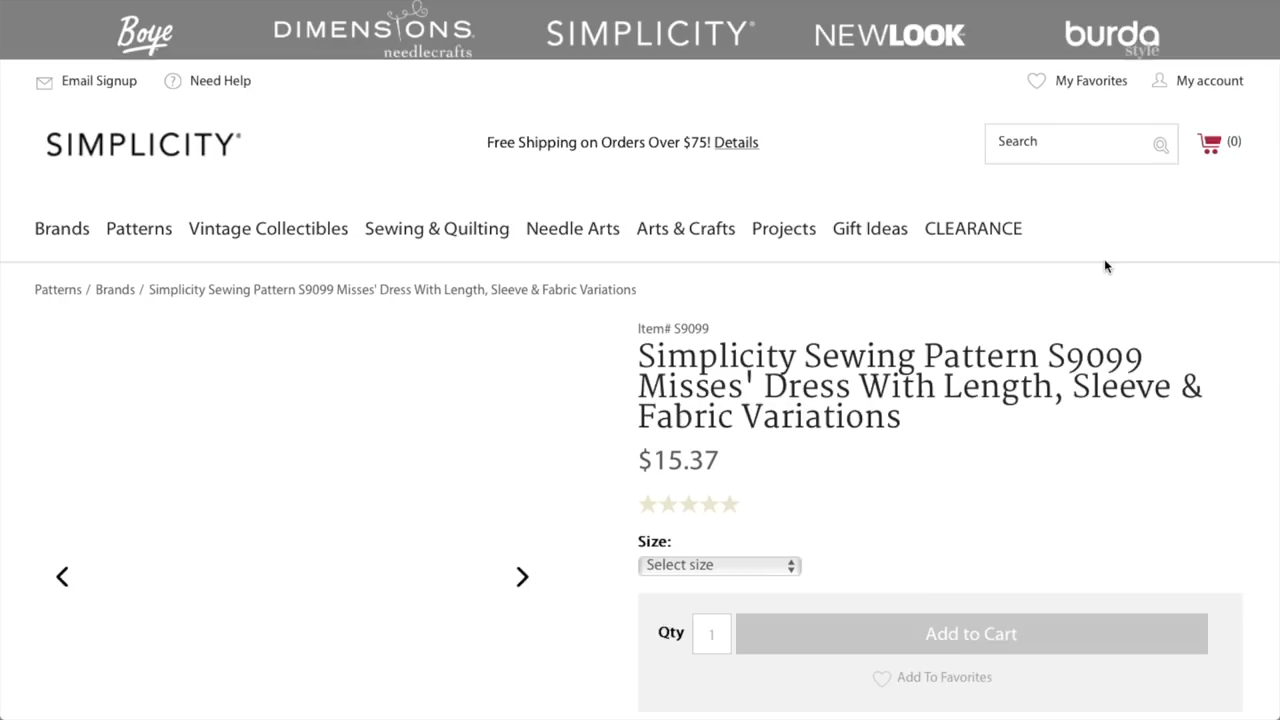 Boye DIMENSIONS® needlecrafts SIMPLICITY® NEWLOOK burda style
Email Signup Need Help My Favorites My account
SIMPLICITY® Free Shipping on Orders Over $75! Details Search (0)
Brands Patterns Vintage Collectibles Sewing & Quilting Needle Arts Arts & Crafts Projects Gift Ideas CLEARANCE
Patterns / Brands / Simplicity Sewing Pattern S9099 Misses' Dress With Length, Sleeve & Fabric Variations
Item# S9099
Simplicity Sewing Pattern S9099
Misses' Dress With Length, Sleeve &
Fabric Variations
$15.37
Size:
Select size
Qty 1 Add to Cart
Add To Favorites